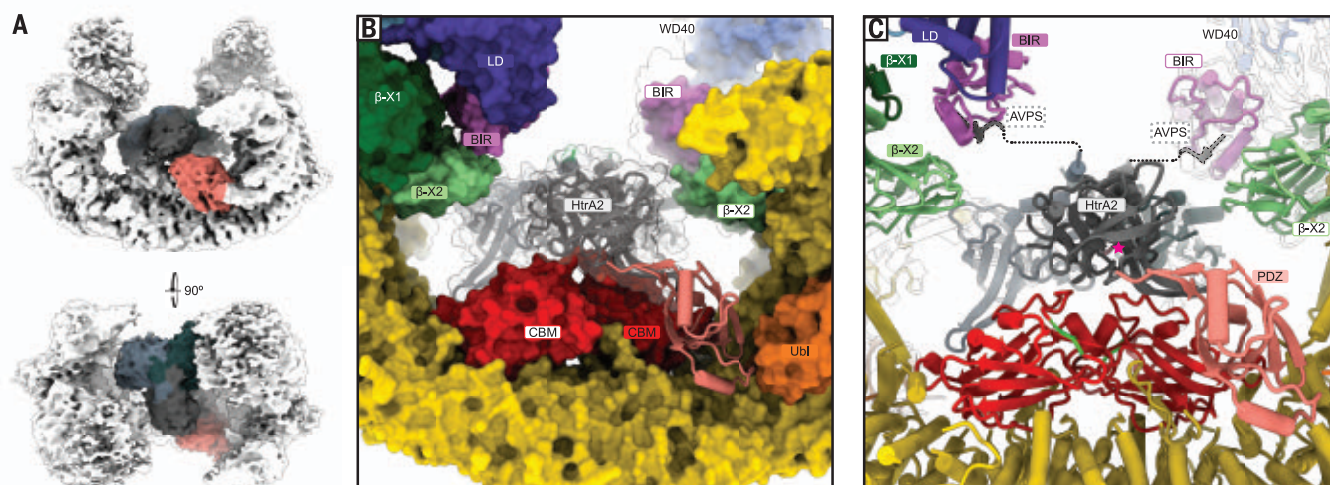 A
90º
B
WD40
LD
β-X1
BIR
BIR
β-X2
HtrA2
β-X2
CBM
CBM
Ubl
C
WD40
LD
BIR
β-X1
BIR
AVPS
AVPS
β-X2
HtrA2
β-X2
PDZ